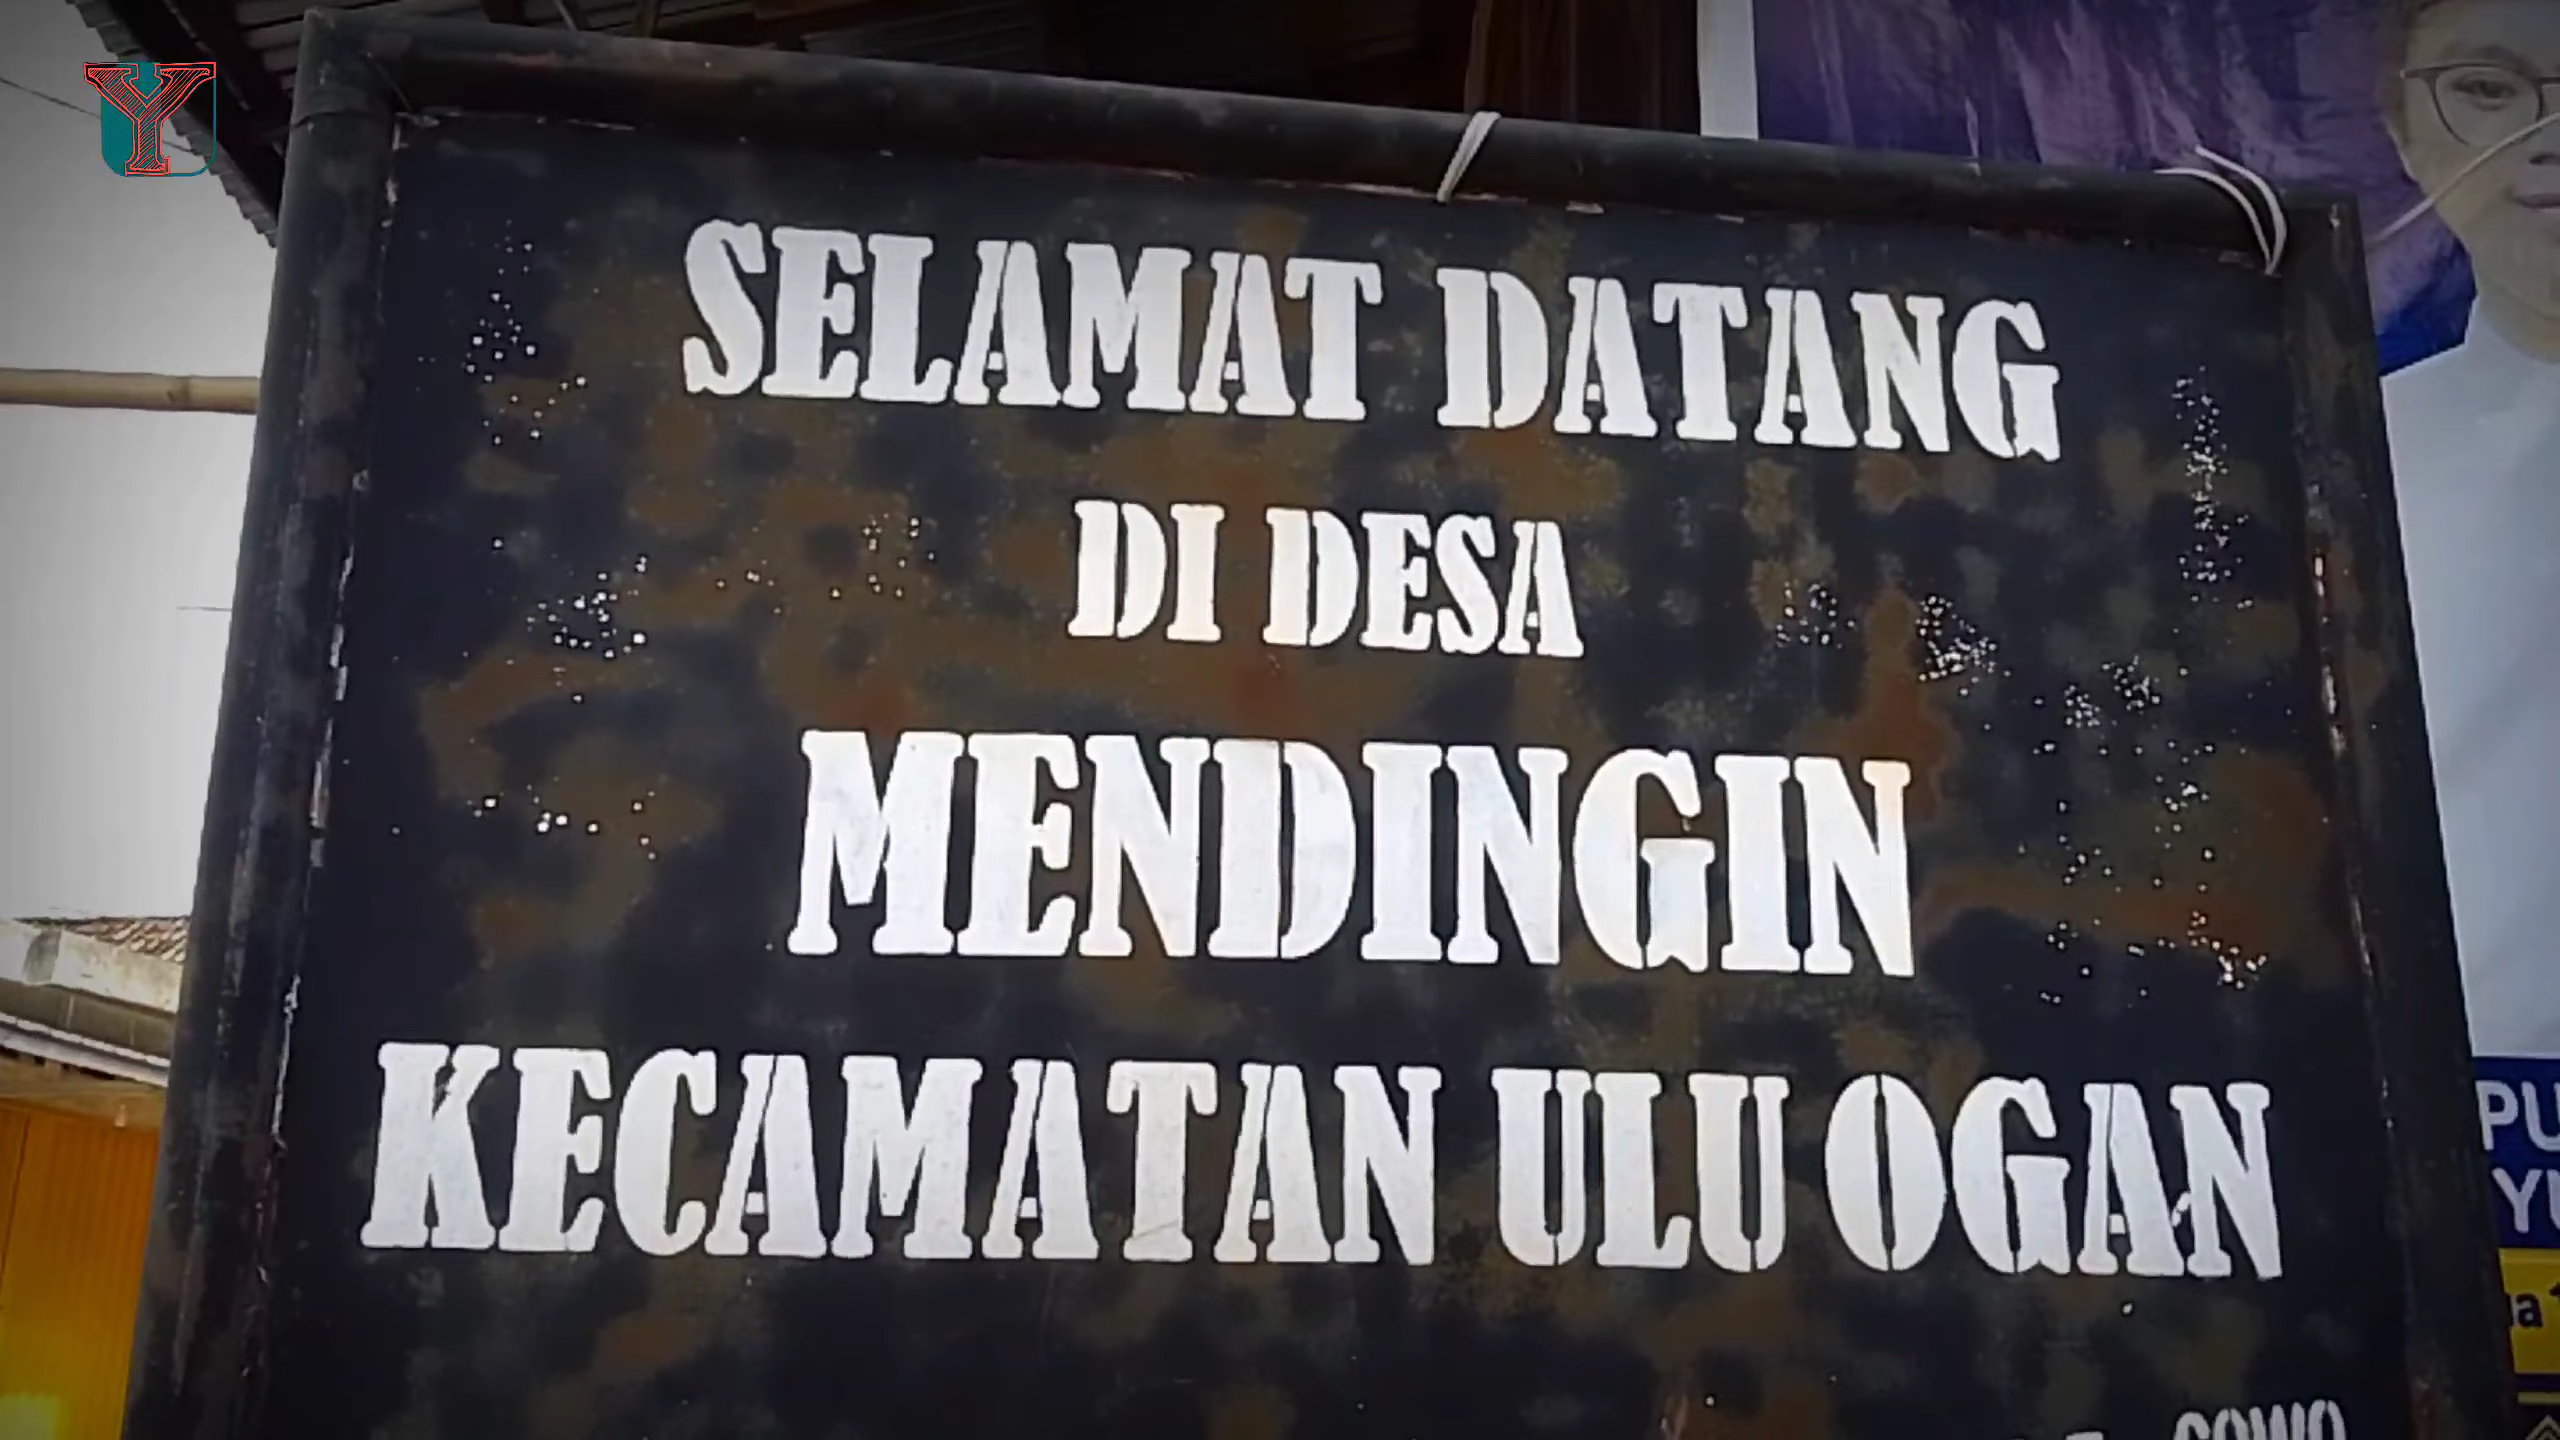 Y
SELAMAT DATANG
DI DESA
MENDINGIN
KECAMATAN ULU OGAN